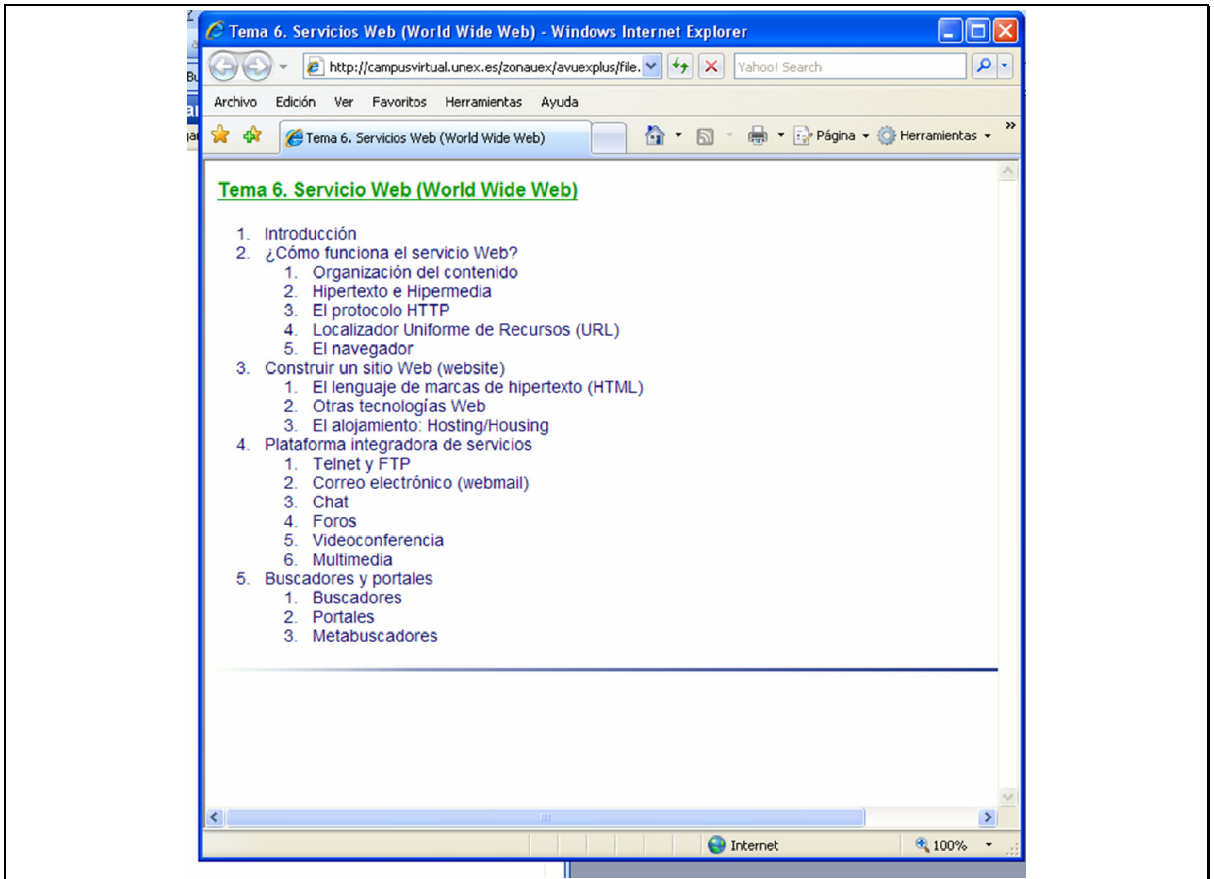 Tema 6. Servicios Web (World Wide Web) - Windows Internet Explorer
http://campusvirtual.unex.es/zonauex/avuexplus/file. Yahoo! Search
Archivo Edición Ver Favoritos Herramientas Ayuda
Tema 6. Servicios Web (World Wide Web) Página Herramientas »
Tema 6. Servicio Web (World Wide Web)
1. Introducción
2. ¿Cómo funciona el servicio Web?
1. Organización del contenido
2. Hipertexto e Hipermedia
3. El protocolo HTTP
4. Localizador Uniforme de Recursos (URL)
5. El navegador
3. Construir un sitio Web (website)
1. El lenguaje de marcas de hipertexto (HTML)
2. Otras tecnologías Web
3. El alojamiento: Hosting/Housing
4. Plataforma integradora de servicios
1. Telnet y FTP
2. Correo electrónico (webmail)
3. Chat
4. Foros
5. Videoconferencia
6. Multimedia
5. Buscadores y portales
1. Buscadores
2. Portales
3. Metabuscadores
Internet 100%